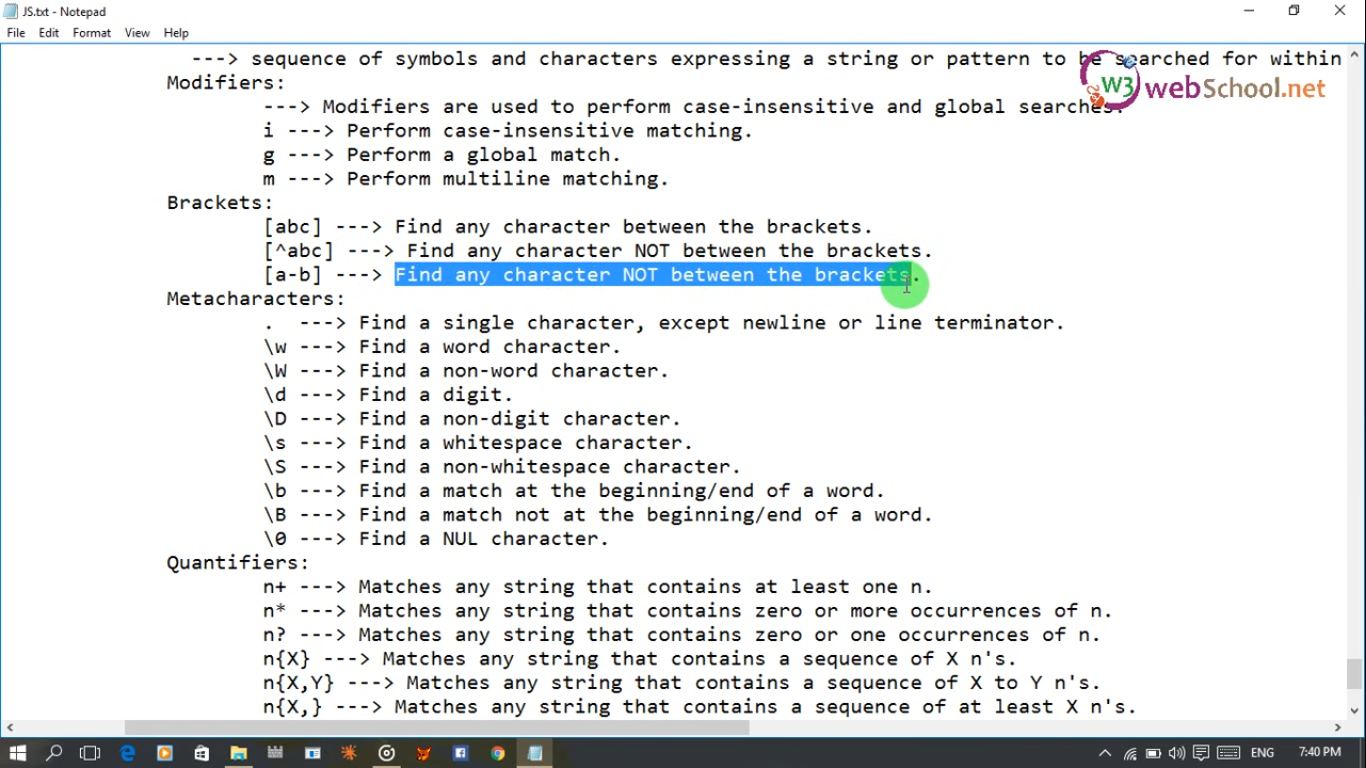 JS.txt - Notepad
File Edit Format View Help
---> sequence of symbols and characters expressing a string or pattern to be searched for within
W3 webSchool.net
Modifiers:
---> Modifiers are used to perform case-insensitive and global searches.
i ---> Perform case-insensitive matching.
g ---> Perform a global match.
m ---> Perform multiline matching.
Brackets:
[abc] ---> Find any character between the brackets.
[^abc] ---> Find any character NOT between the brackets.
[a-b] ---> Find any character NOT between the brackets.
Metacharacters:
. ---> Find a single character, except newline or line terminator.
\w ---> Find a word character.
\W ---> Find a non-word character.
\d ---> Find a digit.
\D ---> Find a non-digit character.
\s ---> Find a whitespace character.
\S ---> Find a non-whitespace character.
\b ---> Find a match at the beginning/end of a word.
\B ---> Find a match not at the beginning/end of a word.
\0 ---> Find a NUL character.
Quantifiers:
n+ ---> Matches any string that contains at least one n.
n* ---> Matches any string that contains zero or more occurrences of n.
n? ---> Matches any string that contains zero or one occurrences of n.
n{X} ---> Matches any string that contains a sequence of X n's.
n{X,Y} ---> Matches any string that contains a sequence of X to Y n's.
n{X,} ---> Matches any string that contains a sequence of at least X n's.
ENG 7:40 PM